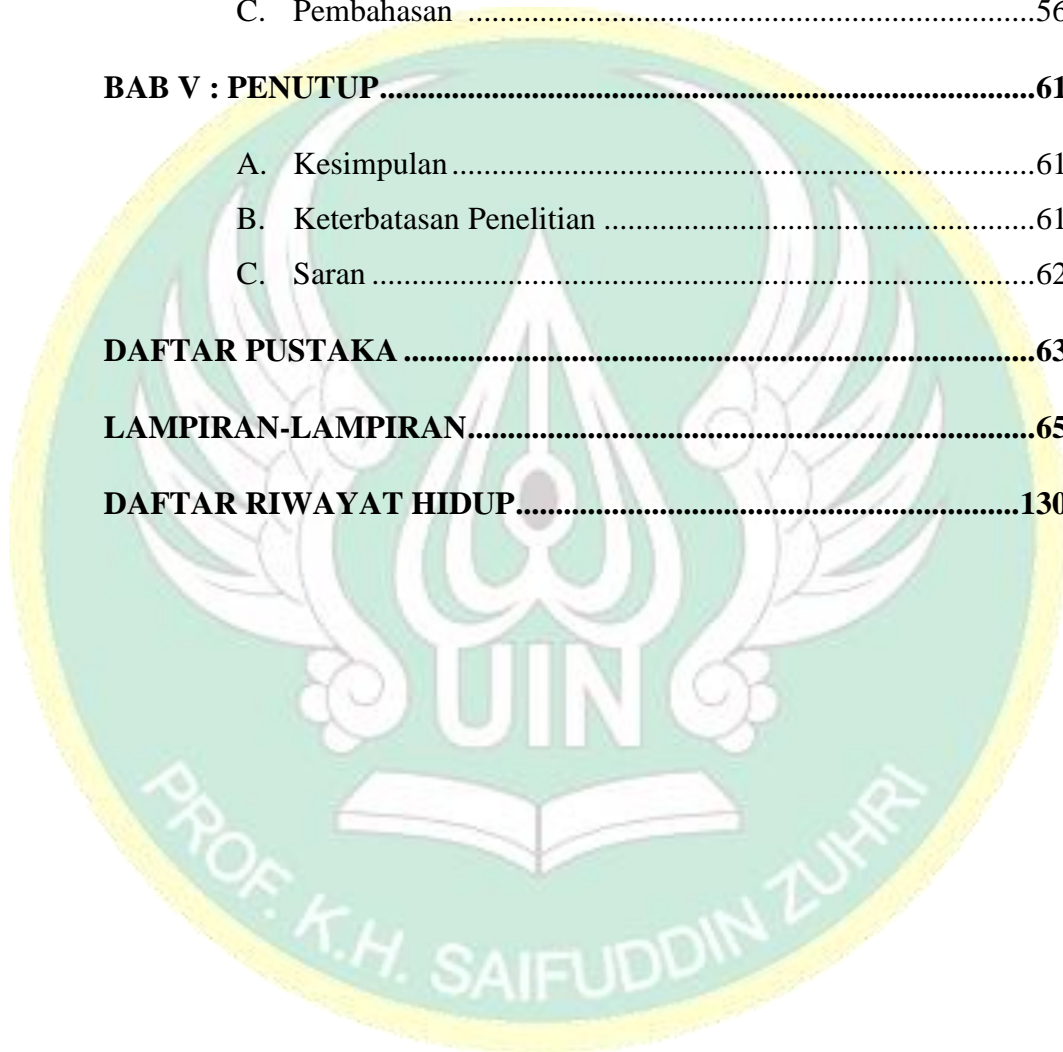 C. Pembahasan ........................................................................56
BAB V : PENUTUP..................................................................................61
A. Kesimpulan.........................................................................61
B. Keterbatasan Penelitian ......................................................61
C. Saran ...................................................................................62
DAFTAR PUSTAKA ...............................................................................63
LAMPIRAN-LAMPIRAN.......................................................................65
DAFTAR RIWAYAT HIDUP...............................................................130
UIN
PROF. K.H. SAIFUDDIN ZUHRI